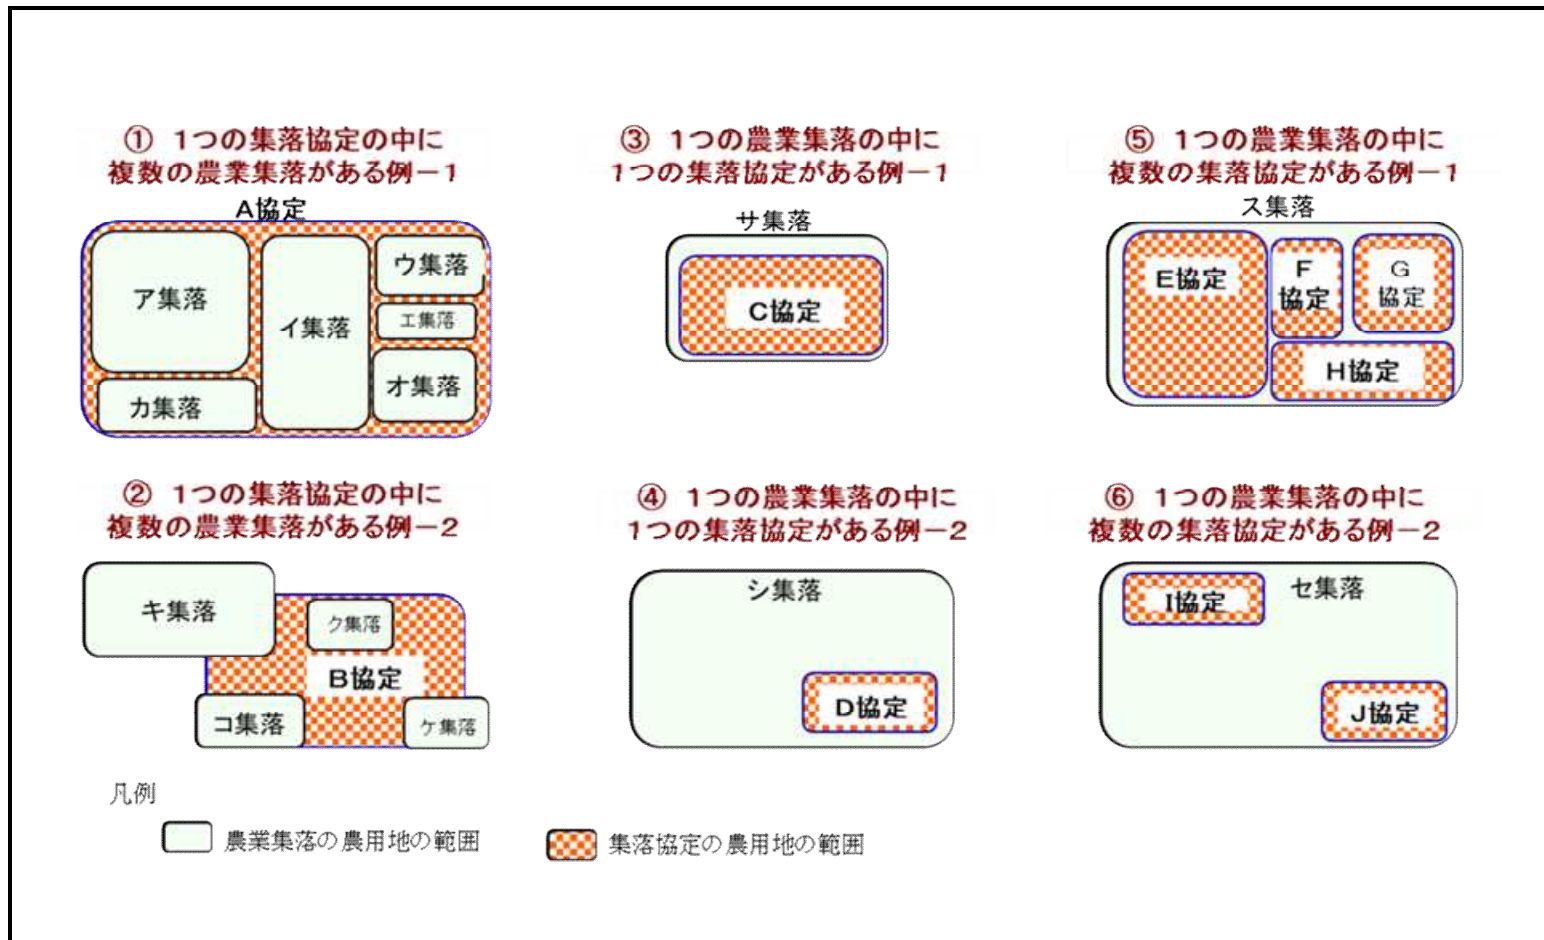 ① 1つの集落協定の中に
複数の農業集落がある例－1
A協定
ア集落
イ集落
ウ集落
エ集落
オ集落
カ集落
② 1つの集落協定の中に
複数の農業集落がある例－2
キ集落
ク集落
B協定
コ集落
ケ集落
③ 1つの農業集落の中に
1つの集落協定がある例－1
サ集落
C協定
④ 1つの農業集落の中に
1つの集落協定がある例－2
シ集落
D協定
⑤ 1つの農業集落の中に
複数の集落協定がある例－1
ス集落
E協定
F
協定
G
協定
H協定
⑥ 1つの農業集落の中に
複数の集落協定がある例－2
I協定
セ集落
J協定
凡例
農業集落の農用地の範囲
集落協定の農用地の範囲